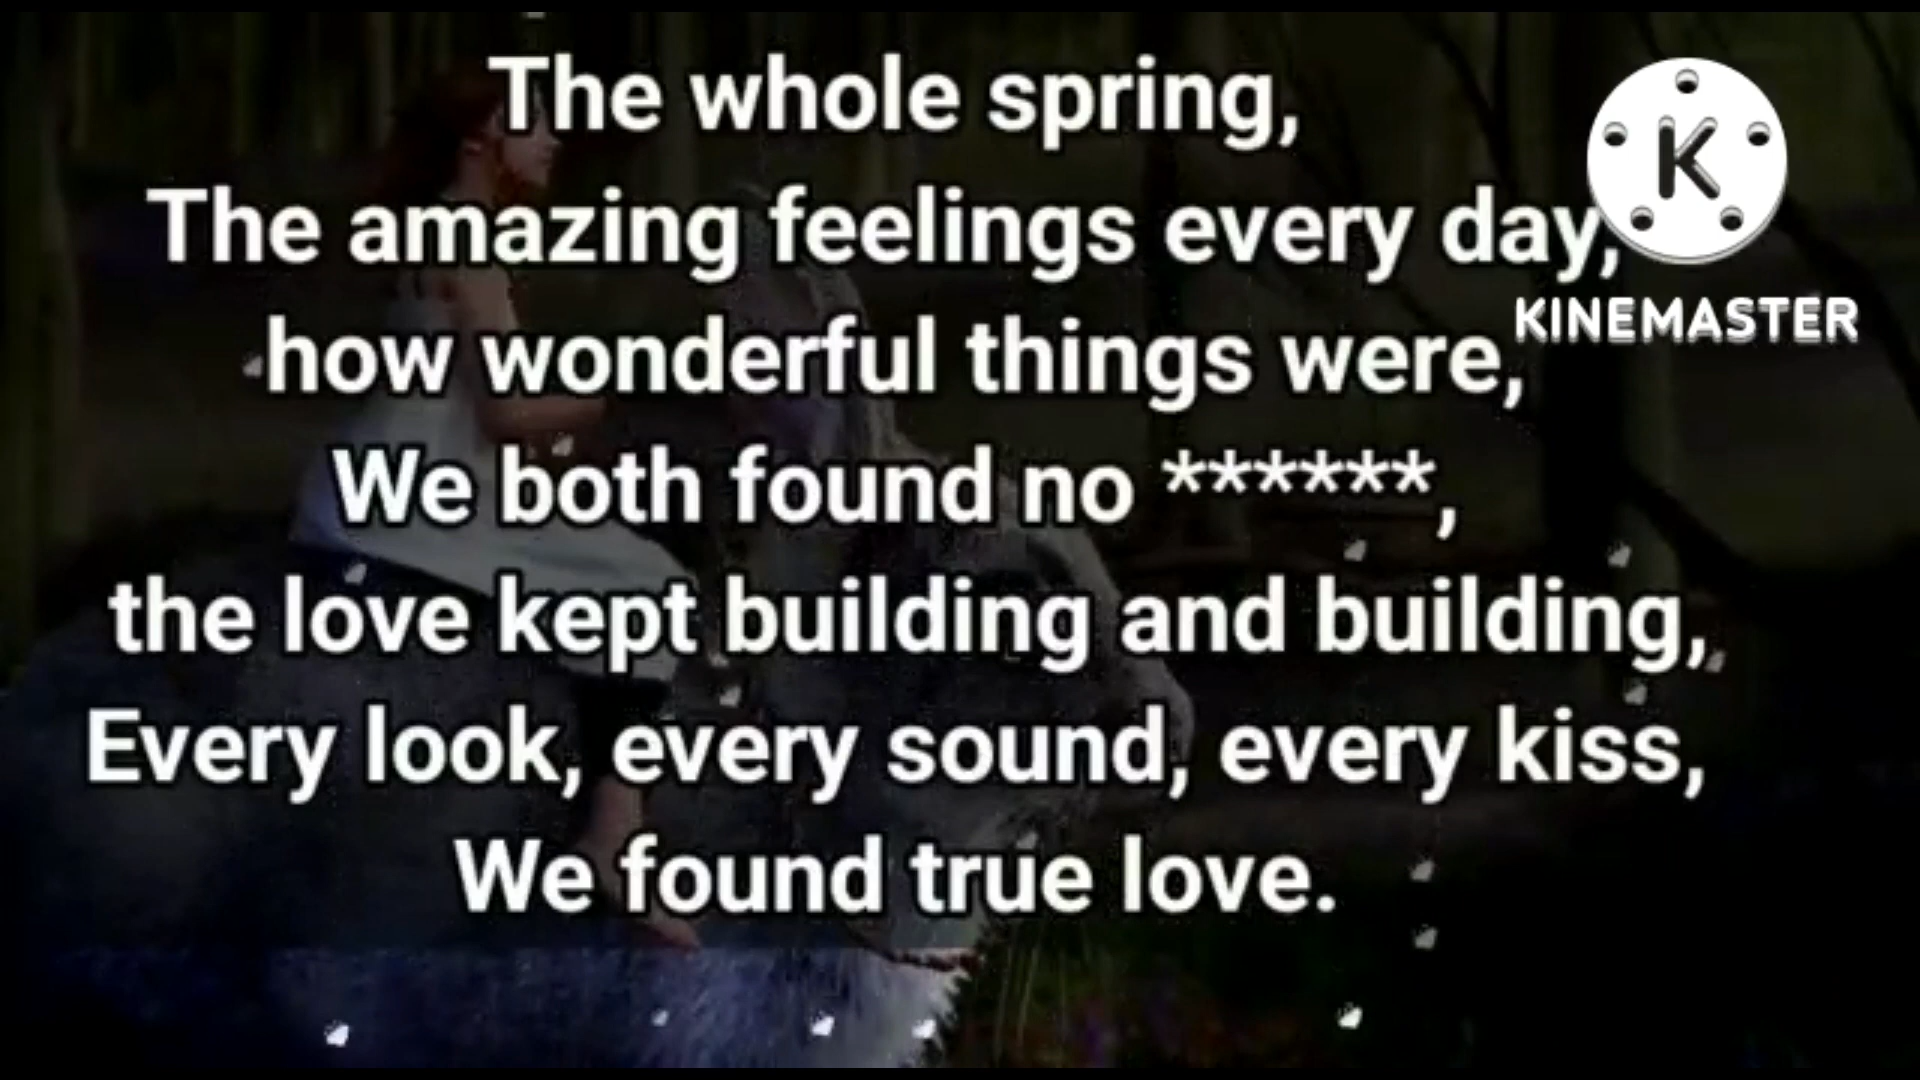 The whole spring,
The amazing feelings every day,
how wonderful things were,
We both found no ******,
the love kept building and building,
Every look, every sound, every kiss,
We found true love.
K
KINEMASTER